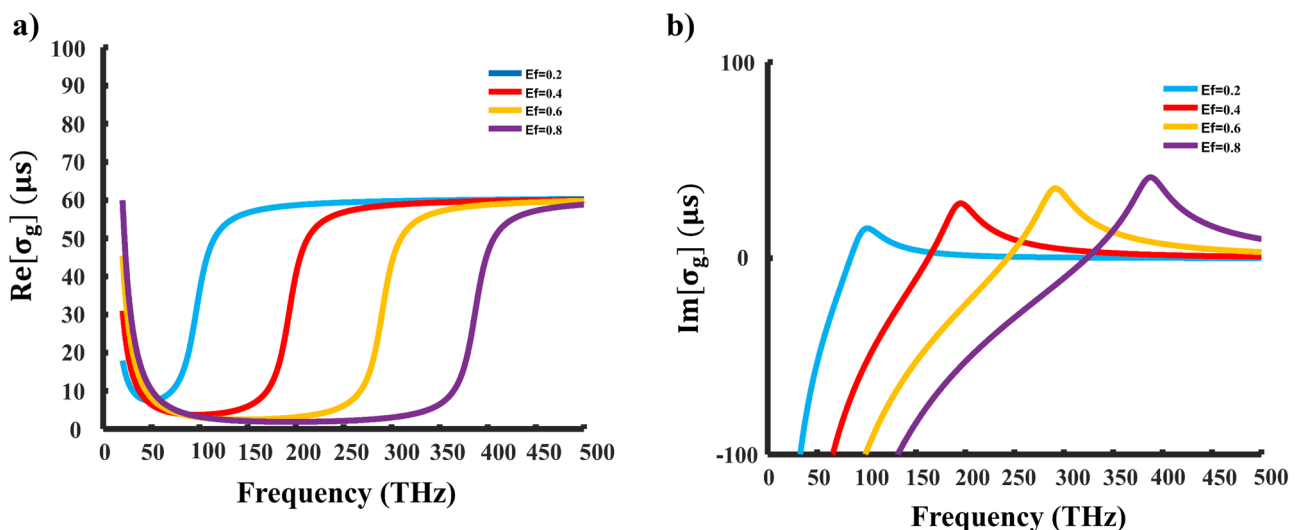 a)
Re[σg] (μs)
100
90
80
70
60
50
40
30
20
10
0
0 50 100 150 200 250 300 350 400 450 500
Frequency (THz)
Ef=0.2
Ef=0.4
Ef=0.6
Ef=0.8
b)
Im[σg] (μs)
100
0
-100
0 50 100 150 200 250 300 350 400 450 500
Frequency (THz)
Ef=0.2
Ef=0.4
Ef=0.6
Ef=0.8